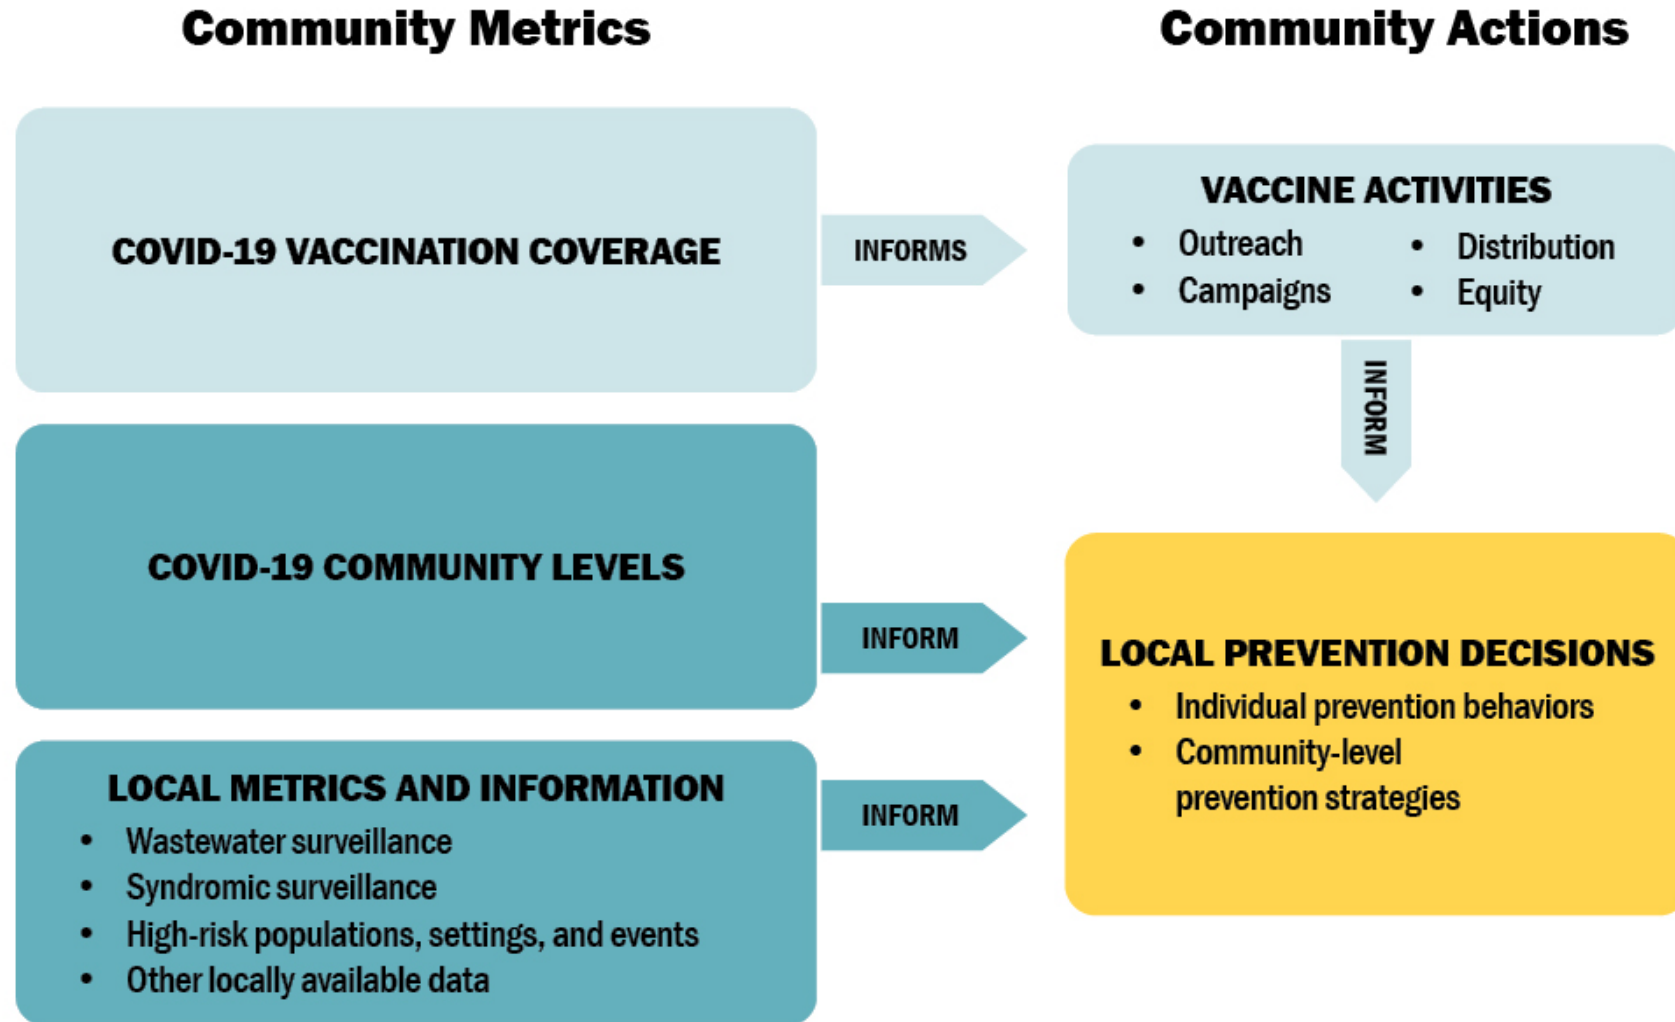 Community Metrics
Community Actions
COVID-19 VACCINATION COVERAGE
INFORMS
VACCINE ACTIVITIES
• Outreach
• Campaigns
• Distribution
• Equity
INFORM
COVID-19 COMMUNITY LEVELS
INFORM
LOCAL METRICS AND INFORMATION
• Wastewater surveillance
• Syndromic surveillance
• High-risk populations, settings, and events
• Other locally available data
INFORM
LOCAL PREVENTION DECISIONS
• Individual prevention behaviors
• Community-level
prevention strategies